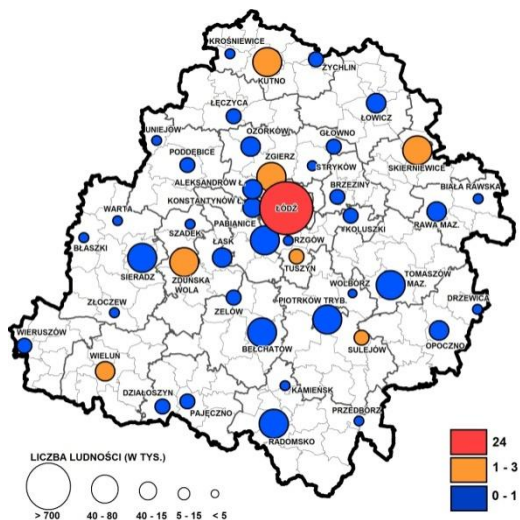 KROŚNIEWICE
KUTNO
ŻYCHLIN
ŁĘCZYCA
ŁOWICZ
UNIEJÓW
OZORKÓW
GŁOWNO
PODDĘBICE
ZGIERZ
STRYKÓW
SKIERNIEWICE
ALEKSANDRÓW Ł.
BRZEZINY
BIAŁA RAWSKA
KONSTANTYNÓW Ł.
ŁÓDŹ
WARTA
PABIANICE
KOLUSZKI
RAWA MAZ.
SZADEK
BŁASZKI
ŁASK
RZGÓW
SIERADZ
ZDUŃSKA
WOLA
TUSZYN
TOMASZÓW
MAZ.
WOLBÓRZ
ZŁOCZEW
ZELÓW
PIOTRKÓW TRYB.
DRZEWICA
WIERUSZÓW
BEŁCHATÓW
SULEJÓW
OPOCZNO
WIELUŃ
KAMIEŃSK
DZIAŁOSZYN
PAJĘCZNO
PRZEDBÓRZ
RADOMSKO
LICZBA LUDNOŚCI (W TYS.)
> 700 40 - 80 40 - 15 5 - 15 < 5
24
1 - 3
0 - 1